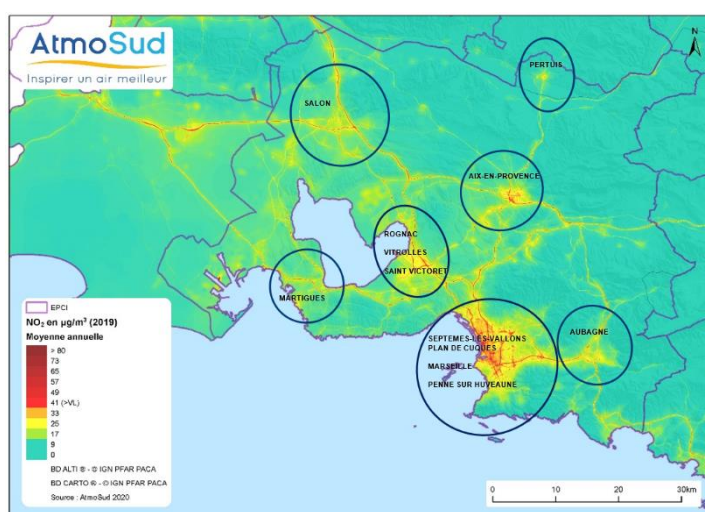 AtmoSud
Inspirer un air meilleur
N
PERTUIS
SALON
AIX-EN-PROVENCE
ROGNAC
VITROLLES
SAINT VICTORET
MARTIGUES
SEPTEMES-LES-VALLONS
PLAN DE CUQUES
MARSEILLE
PENNE SUR HUVEAUNE
AUBAGNE
EPCI
NO₂ en µg/m³ (2019)
Moyenne annuelle
> 80
73
65
57
49
41 (>VL)
33
25
17
9
0
BD ALTI ® - © IGN PFAR PACA
BD CARTO ® - © IGN PFAR PACA
Source : AtmoSud 2020
0 10 20 30km